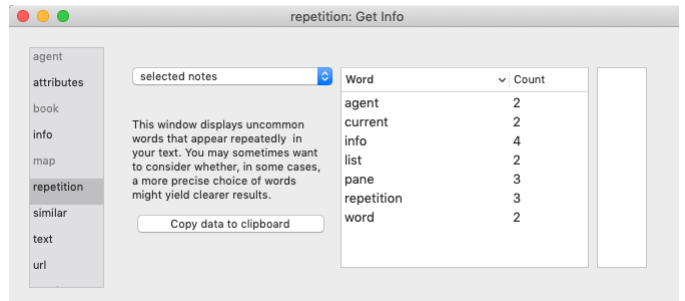 repetition: Get Info
agent
attributes
book
info
map
repetition
similar
text
url
selected notes
This window displays uncommon
words that appear repeatedly in
your text. You may sometimes want
to consider whether, in some cases,
a more precise choice of words
might yield clearer results.
Copy data to clipboard
Word Count
agent 2
current 2
info 4
list 2
pane 3
repetition 3
word 2